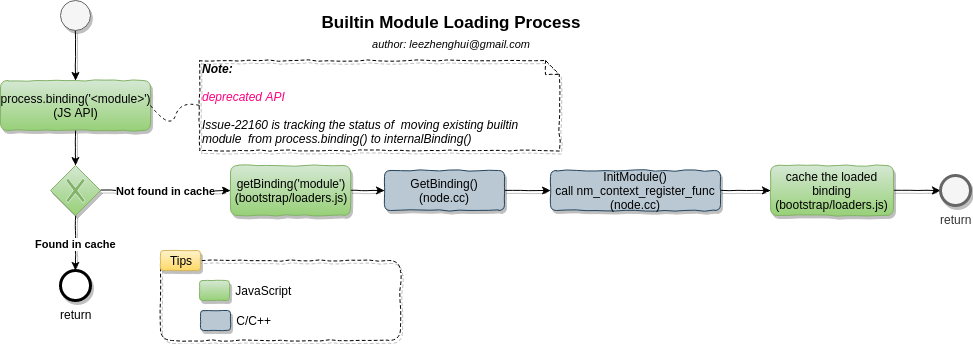 Builtin Module Loading Process
author: leezhenghui@gmail.com
Note:
deprecated API
Issue-22160 is tracking the status of  moving existing builtin
module  from process.binding() to internalBinding()
process.binding('<module>')
(JS API)
Not found in cache
getBinding('module')
(bootstrap/loaders.js)
GetBinding()
(node.cc)
InitModule()
call nm_context_register_func
(node.cc)
cache the loaded
binding
(bootstrap/loaders.js)
return
Found in cache
return
Tips
JavaScript
C/C++